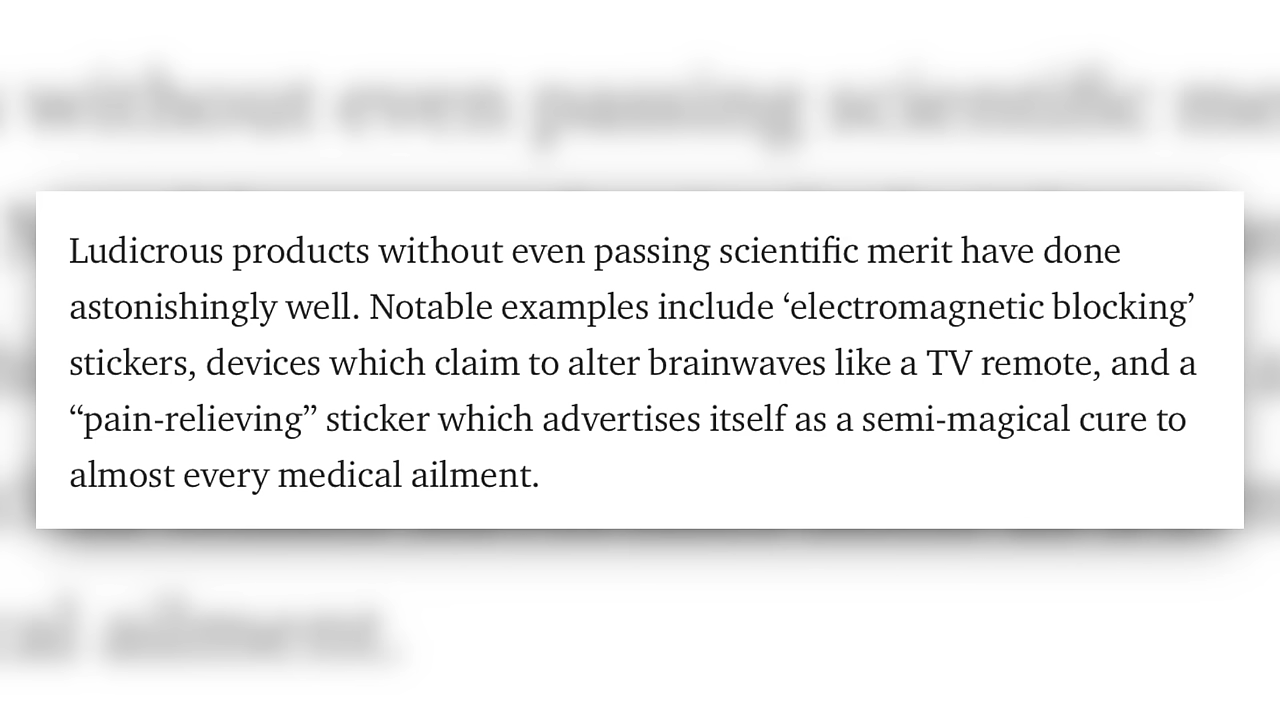 Ludicrous products without even passing scientific merit have done
astonishingly well. Notable examples include ‘electromagnetic blocking’
stickers, devices which claim to alter brainwaves like a TV remote, and a
“pain-relieving” sticker which advertises itself as a semi-magical cure to
almost every medical ailment.